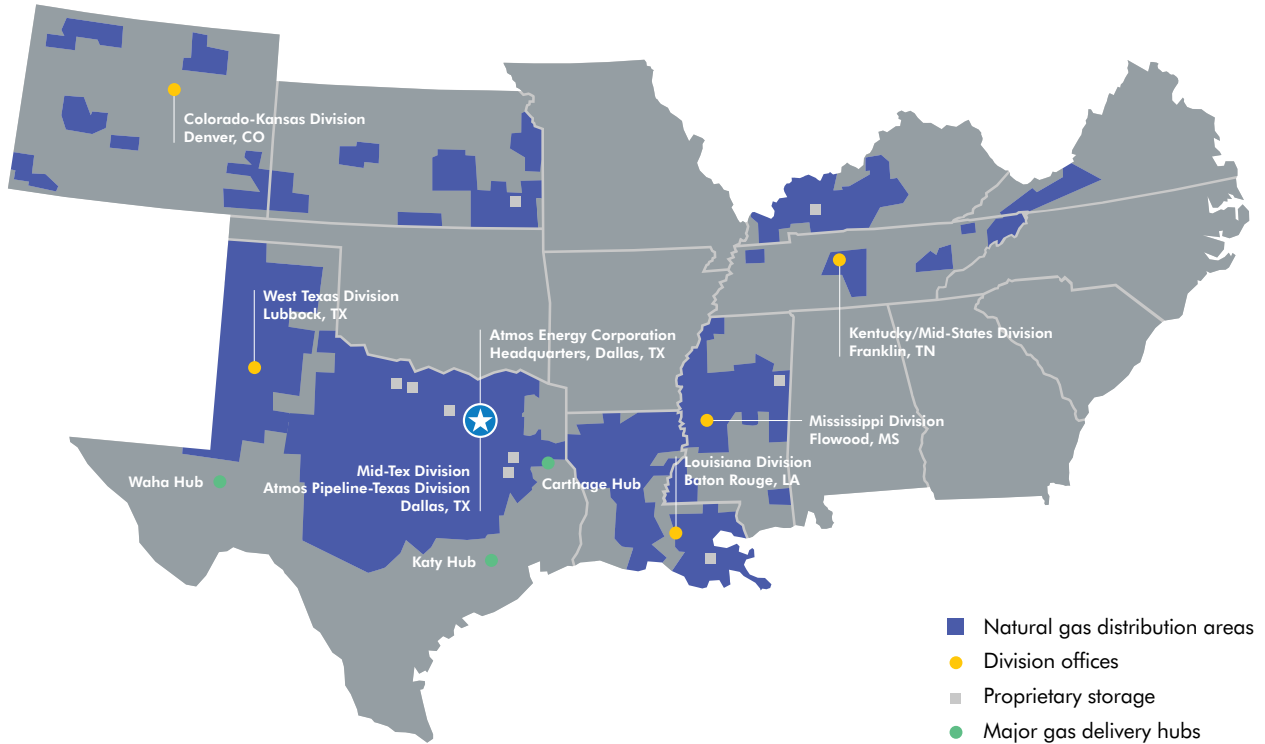 Colorado-Kansas Division
Denver, CO
West Texas Division
Lubbock, TX
Atmos Energy Corporation
Headquarters, Dallas, TX
Kentucky/Mid-States Division
Franklin, TN
Mississippi Division
Flowood, MS
Louisiana Division
Baton Rouge, LA
Mid-Tex Division
Atmos Pipeline-Texas Division
Dallas, TX
Waha Hub
Carthage Hub
Katy Hub
Natural gas distribution areas
Division offices
Proprietary storage
Major gas delivery hubs